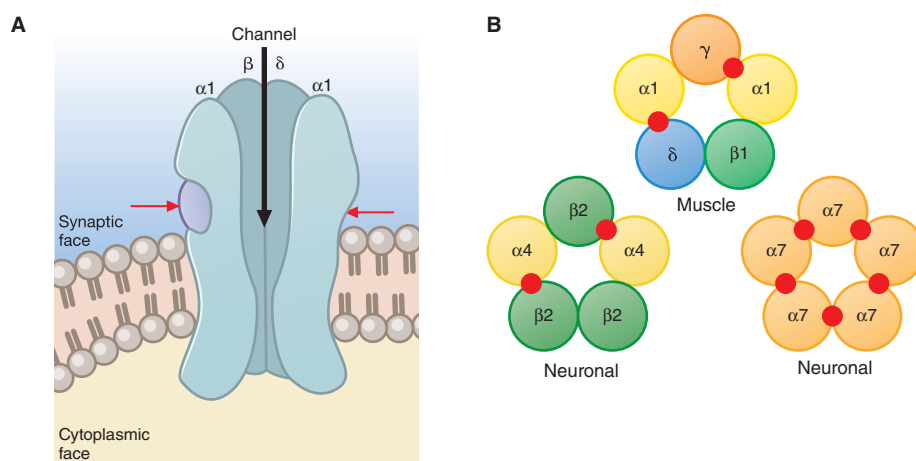 A
Channel
β δ
α1 α1
Synaptic
face
Cytoplasmic
face
B
γ
α1 α1
δ β1
Muscle
β2
α4 α4
β2 β2
Neuronal
α7
α7 α7
α7 α7
Neuronal